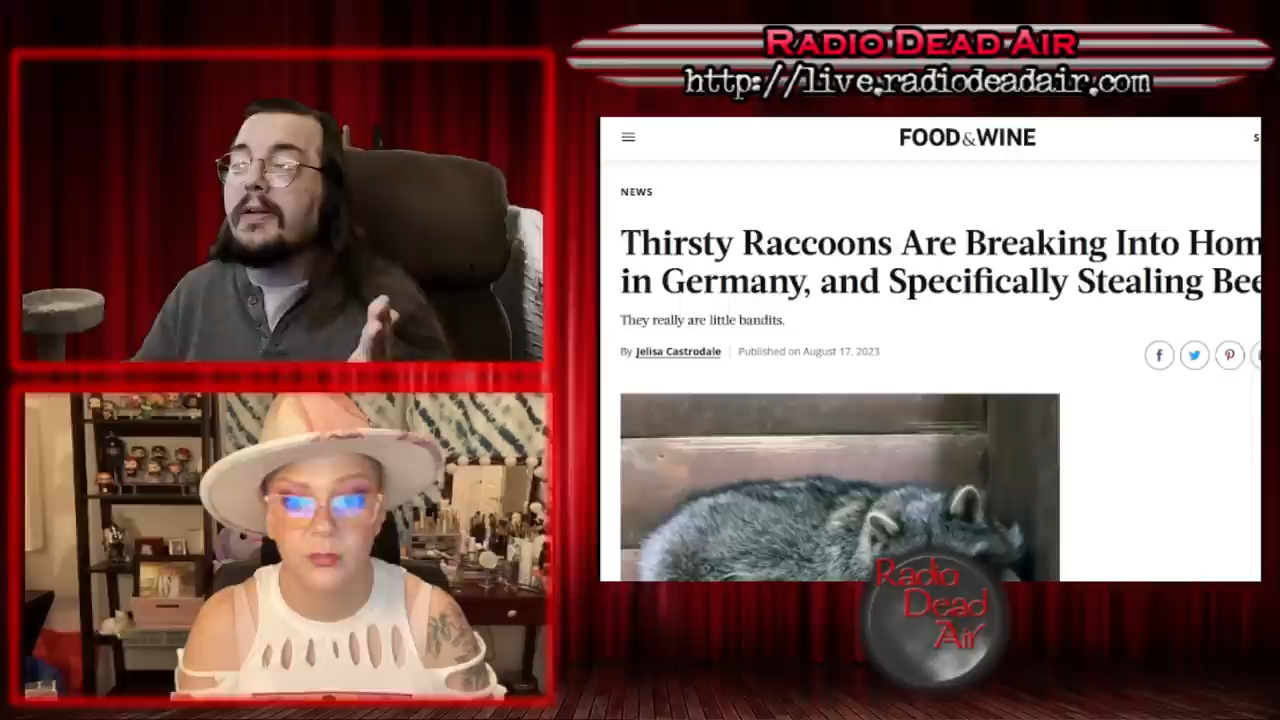 RADIO DEAD AIR
http://live.radiodeadair.com
FOOD&WINE
S
NEWS
Thirsty Raccoons Are Breaking Into Hom
in Germany, and Specifically Stealing Bee
They really are little bandits.
By Jelisa Castrodale | Published on August 17, 2023
Radio
Dead
Air